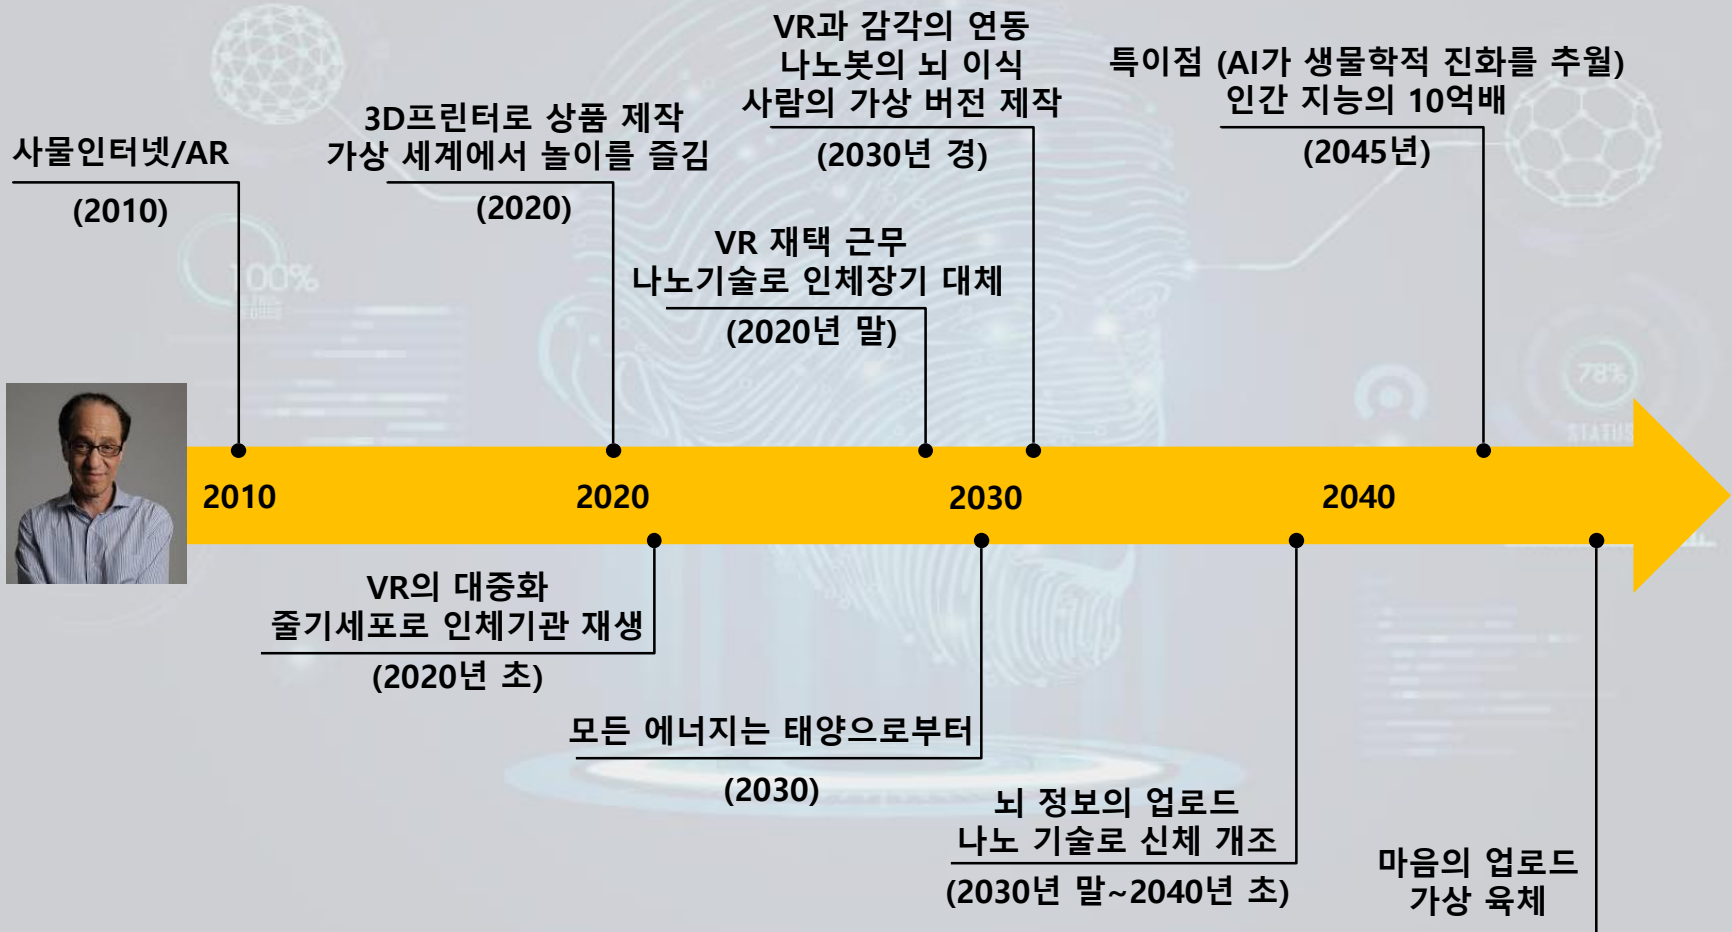 VR과 감각의 연동
나노봇의 뇌 이식
사람의 가상 버전 제작
(2030년 경)
특이점 (AI가 생물학적 진화를 추월)
인간 지능의 10억배
(2045년)
3D프린터로 상품 제작
가상 세계에서 놀이를 즐김
(2020)
사물인터넷/AR
(2010)
VR 재택 근무
나노기술로 인체장기 대체
(2020년 말)
100%
78%
STATUS
2010
2020
2030
2040
VR의 대중화
줄기세포로 인체기관 재생
(2020년 초)
모든 에너지는 태양으로부터
(2030)
뇌 정보의 업로드
나노 기술로 신체 개조
(2030년 말~2040년 초)
마음의 업로드
가상 육체